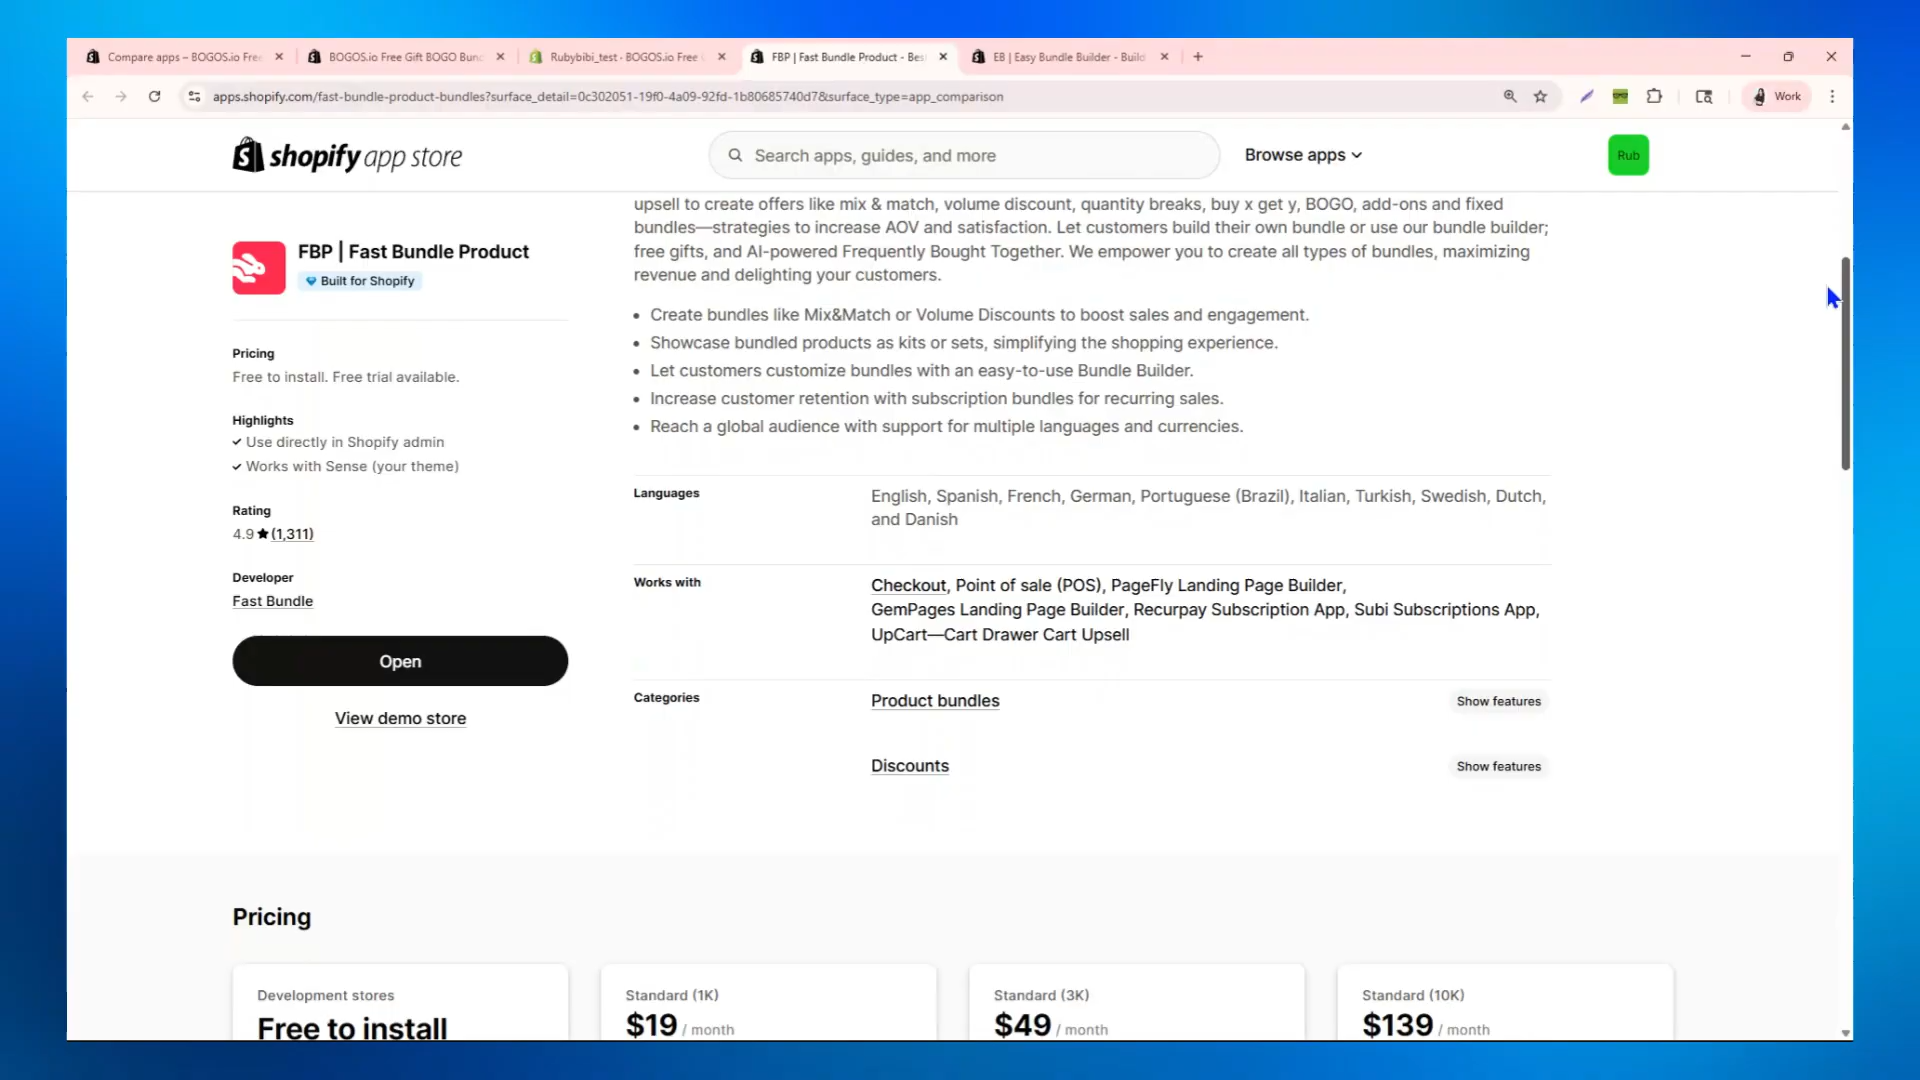 Compare apps – BOGOS.io Free
BOGOS.io Free Gift BOGO Bun
Rubybibi_test · BOGOS.io Free
FBP | Fast Bundle Product - Bes
EB | Easy Bundle Builder - Build
apps.shopify.com/fast-bundle-product-bundles?surface_detail=0c302051-19f0-4a09-92fd-1b80685740d7&surface_type=app_comparison
Work
shopify app store
Search apps, guides, and more
Browse apps
Rub
FBP | Fast Bundle Product
Built for Shopify
Pricing
Free to install. Free trial available.
Highlights
Use directly in Shopify admin
Works with Sense (your theme)
Rating
4.9★(1,311)
Developer
Fast Bundle
Open
View demo store
upsell to create offers like mix & match, volume discount, quantity breaks, buy x get y, BOGO, add-ons and fixed
bundles—strategies to increase AOV and satisfaction. Let customers build their own bundle or use our bundle builder;
free gifts, and AI-powered Frequently Bought Together. We empower you to create all types of bundles, maximizing
revenue and delighting your customers.
• Create bundles like Mix&Match or Volume Discounts to boost sales and engagement.
• Showcase bundled products as kits or sets, simplifying the shopping experience.
• Let customers customize bundles with an easy-to-use Bundle Builder.
• Increase customer retention with subscription bundles for recurring sales.
• Reach a global audience with support for multiple languages and currencies.
Languages
English, Spanish, French, German, Portuguese (Brazil), Italian, Turkish, Swedish, Dutch,
and Danish
Works with
Checkout, Point of sale (POS), PageFly Landing Page Builder,
GemPages Landing Page Builder, Recurpay Subscription App, Subi Subscriptions App,
UpCart—Cart Drawer Cart Upsell
Categories
Product bundles
Show features
Discounts
Show features
Pricing
Development stores
Free to install
Standard (1K)
$19 / month
Standard (3K)
$49 / month
Standard (10K)
$139 / month